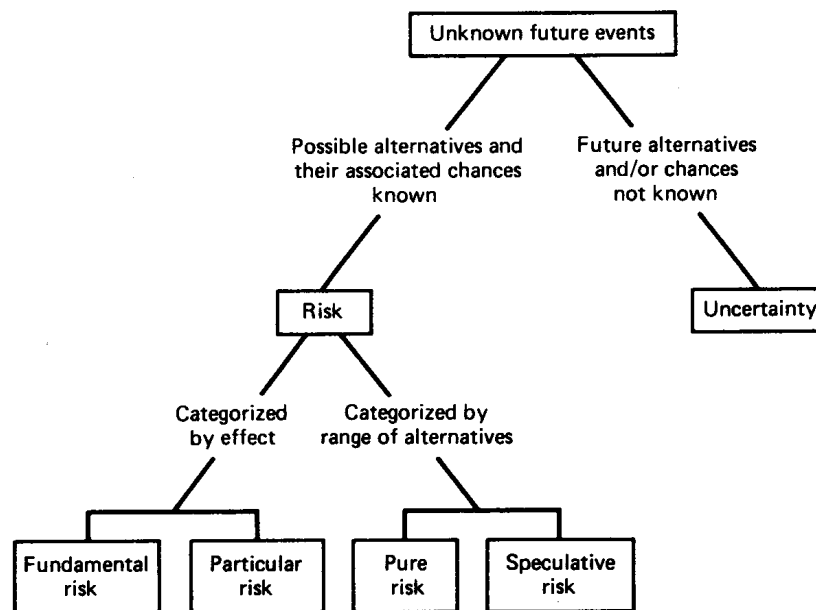 Unknown future events
Possible alternatives and
their associated chances
known
Future alternatives
and/or chances
not known
Risk
Uncertainty
Categorized
by effect
Categorized by
range of alternatives
Fundamental
risk
Particular
risk
Pure
risk
Speculative
risk